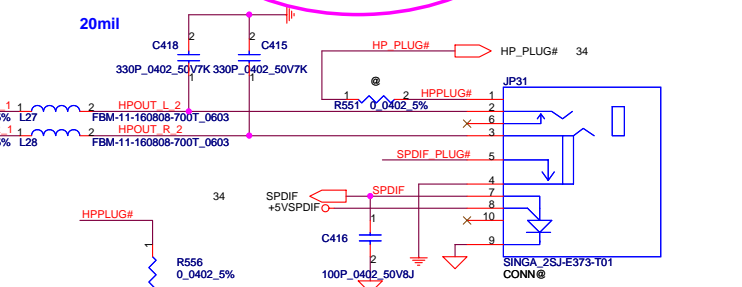 20mil
2 2
C418 C415
330P_0402_50V7K 330P_0402_50V7K
1 1
HP_PLUG# HP_PLUG# 34
@
1 2 HPPLUG# 1
R551 0_0402_5%
JP31
_1 1 2 HPOUT_L_2 2
5% L27 FBM-11-160808-700T_0603
6
_1 1 2 HPOUT_R_2 3
% L28 FBM-11-160808-700T_0603
SPDIF_PLUG# 5
4
34 SPDIF SPDIF 7
+5VSPDIF 8
10
9
HPPLUG#
1
C416
2
100P_0402_50V8J
1
R556
0_0402_5%
SINGA_2SJ-E373-T01
CONN@